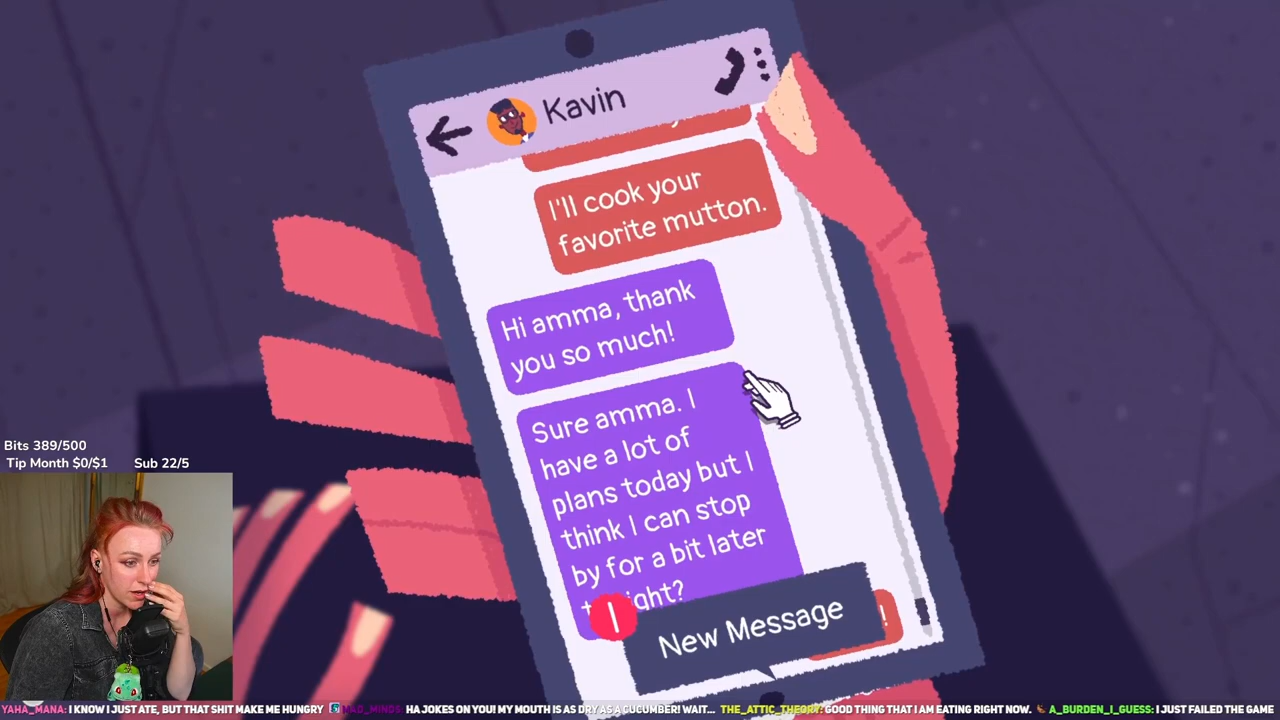 Kavin
I'll cook your
favorite mutton.
Hi amma, thank
you so much!
Sure amma. I
have a lot of
plans today but I
think I can stop
by for a bit later
1
New Message
Bits 389/500
Tip Month $0/$1 Sub 22/5
YAHA_MANA: I KNOW I JUST ATE, BUT THAT SHIT MAKE ME HUNGRY MAD_MINDS: HA JOKES ON YOU! MY MOUTH IS AS DRY AS A CUCUMBER! WAIT... THE_ATTIC_THEORY: GOOD THING THAT I AM EATING RIGHT NOW. A_BURDEN_I_GUESS: I JUST FAILED THE GAME